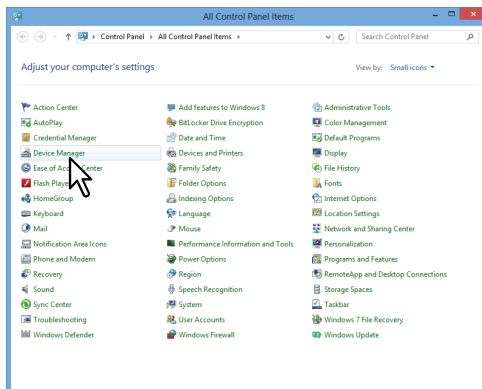 All Control Panel Items
Control Panel All Control Panel Items Search Control Panel
Adjust your computer's settings View by: Small icons
Action Center Add features to Windows 8 Administrative Tools
AutoPlay BitLocker Drive Encryption Color Management
Credential Manager Date and Time Default Programs
Device Manager Devices and Printers Display
Ease of Access Center Family Safety File History
Flash Player Folder Options Fonts
HomeGroup Indexing Options Internet Options
Keyboard Language Location Settings
Mail Mouse Network and Sharing Center
Notification Area Icons Performance Information and Tools Personalization
Phone and Modem Power Options Programs and Features
Recovery Region RemoteApp and Desktop Connections
Sound Speech Recognition Storage Spaces
Sync Center System Taskbar
Troubleshooting User Accounts Windows 7 File Recovery
Windows Defender Windows Firewall Windows Update